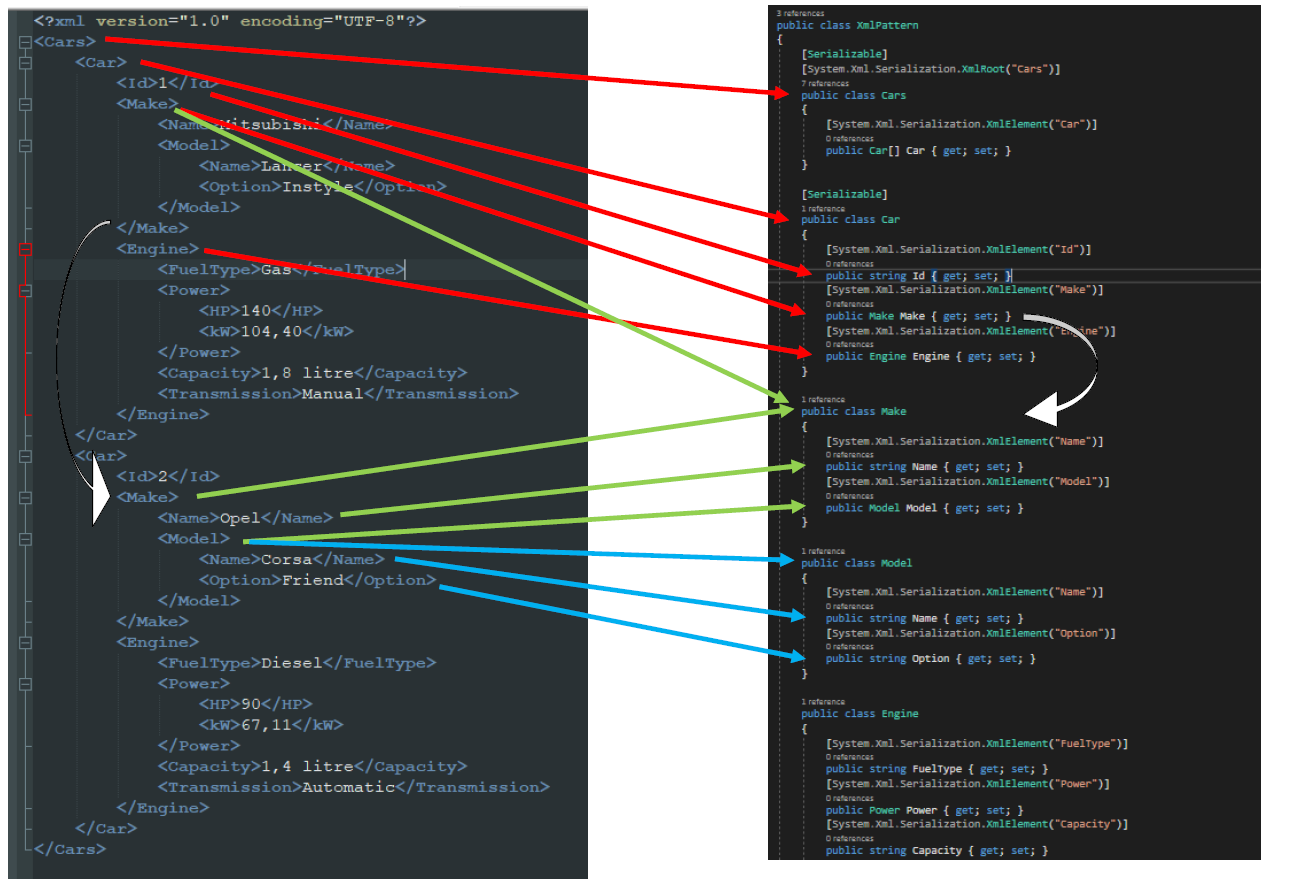 <?xml version="1.0" encoding="UTF-8"?>
<Cars>
<Car>
<Id>1</Id>
<Make>
<Name>Mitsubishi</Name>
<Model>
<Name>Lanser</Name>
<Option>Instyle</Option>
</Model>
</Make>
<Engine>
<FuelType>Gas</FuelType>
<Power>
<HP>140</HP>
<kW>104,40</kW>
</Power>
<Capacity>1,8 litre</Capacity>
<Transmission>Manual</Transmission>
</Engine>
</Car>
<Car>
<Id>2</Id>
<Make>
<Name>Opel</Name>
<Model>
<Name>Corsa</Name>
<Option>Friend</Option>
</Model>
</Make>
<Engine>
<FuelType>Diesel</FuelType>
<Power>
<HP>90</HP>
<kW>67,11</kW>
</Power>
<Capacity>1,4 litre</Capacity>
<Transmission>Automatic</Transmission>
</Engine>
</Car>
</Cars>
3 references
public class XmlPattern
{
[Serializable]
[System.Xml.Serialization.XmlRoot("Cars")]
7 references
public class Cars
{
[System.Xml.Serialization.XmlElement("Car")]
0 references
public Car[] Car { get; set; }
}
[Serializable]
1 reference
public class Car
{
[System.Xml.Serialization.XmlElement("Id")]
0 references
public string Id { get; set; }
[System.Xml.Serialization.XmlElement("Make")]
0 references
public Make Make { get; set; }
[System.Xml.Serialization.XmlElement("Engine")]
0 references
public Engine Engine { get; set; }
}
1 reference
public class Make
{
[System.Xml.Serialization.XmlElement("Name")]
0 references
public string Name { get; set; }
[System.Xml.Serialization.XmlElement("Model")]
0 references
public Model Model { get; set; }
}
1 reference
public class Model
{
[System.Xml.Serialization.XmlElement("Name")]
0 references
public string Name { get; set; }
[System.Xml.Serialization.XmlElement("Option")]
0 references
public string Option { get; set; }
}
1 reference
public class Engine
{
[System.Xml.Serialization.XmlElement("FuelType")]
0 references
public string FuelType { get; set; }
[System.Xml.Serialization.XmlElement("Power")]
0 references
public Power Power { get; set; }
[System.Xml.Serialization.XmlElement("Capacity")]
0 references
public string Capacity { get; set; }